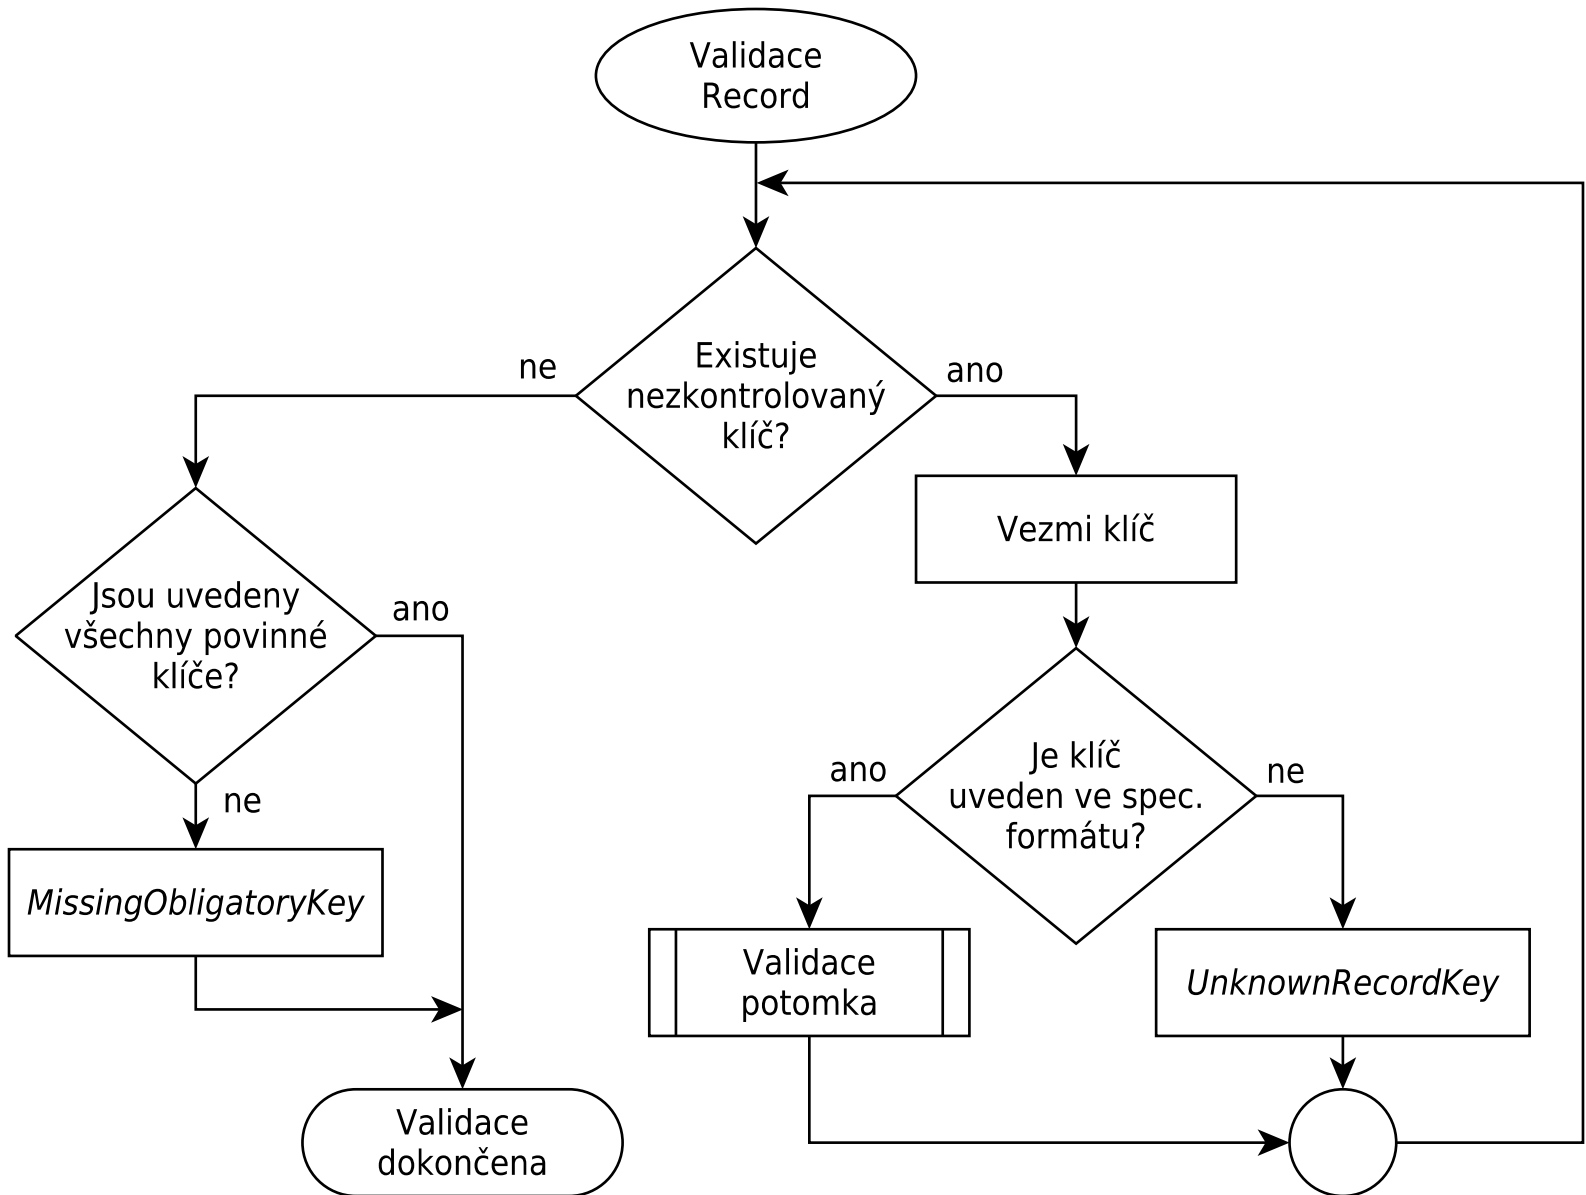 Validace
Record
Existuje
nezkontrolovaný
klíč?
ne
ano
Vezmi klíč
Jsou uvedeny
všechny povinné
klíče?
ano
ne
MissingObligatoryKey
Je klíč
uveden ve spec.
formátu?
ano
ne
Validace
potomka
UnknownRecordKey
Validace
dokončena